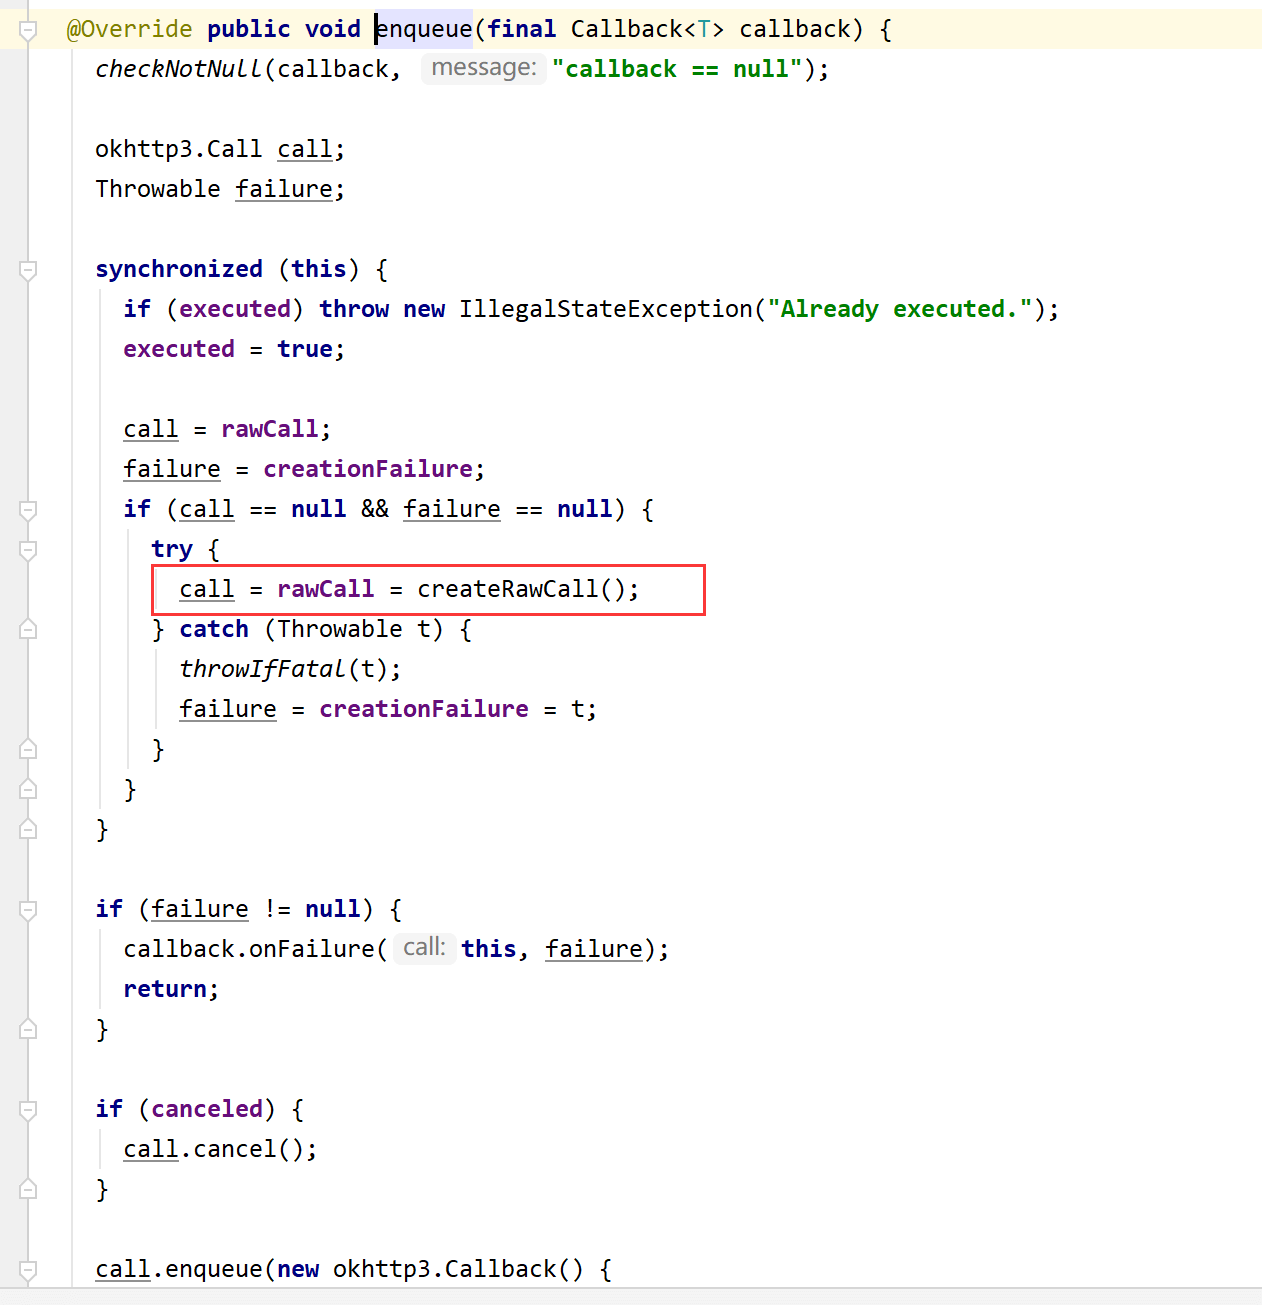 @Override public void enqueue(final Callback<T> callback) {
checkNotNull(callback, message: "callback == null");
okhttp3.Call call;
Throwable failure;
synchronized (this) {
if (executed) throw new IllegalStateException("Already executed.");
executed = true;
call = rawCall;
failure = creationFailure;
if (call == null && failure == null) {
try {
call = rawCall = createRawCall();
} catch (Throwable t) {
throwIfFatal(t);
failure = creationFailure = t;
}
}
}
if (failure != null) {
callback.onFailure( call: this, failure);
return;
}
if (canceled) {
call.cancel();
}
call.enqueue(new okhttp3.Callback() {